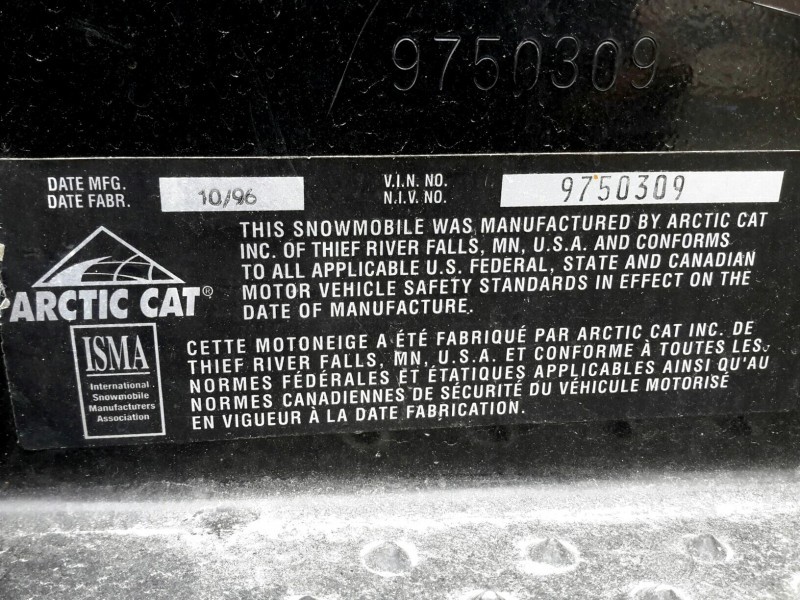 9750309
DATE MFG.
DATE FABR.
10/96
V.I.N. NO.
N.I.V. NO.
9750309
THIS SNOWMOBILE WAS MANUFACTURED BY ARCTIC CAT
INC. OF THIEF RIVER FALLS, MN, U.S.A. AND CONFORMS
TO ALL APPLICABLE U.S. FEDERAL, STATE AND CANADIAN
MOTOR VEHICLE SAFETY STANDARDS IN EFFECT ON THE
DATE OF MANUFACTURE.
ARCTIC CAT®
ISMA
International
Snowmobile
Manufacturers
Association
CETTE MOTONEIGE A ÉTÉ FABRIQUÉ PAR ARCTIC CAT INC. DE
THIEF RIVER FALLS, MN, U.S.A. ET CONFORME À TOUTES LES
NORMES FÉDÉRALES ET ÉTATIQUES APPLICABLES AINSI QU'AU
NORMES CANADIENNES DE SÉCURITÉ DU VÉHICULE MOTORISÉ
EN VIGUEUR À LA DATE FABRICATION.